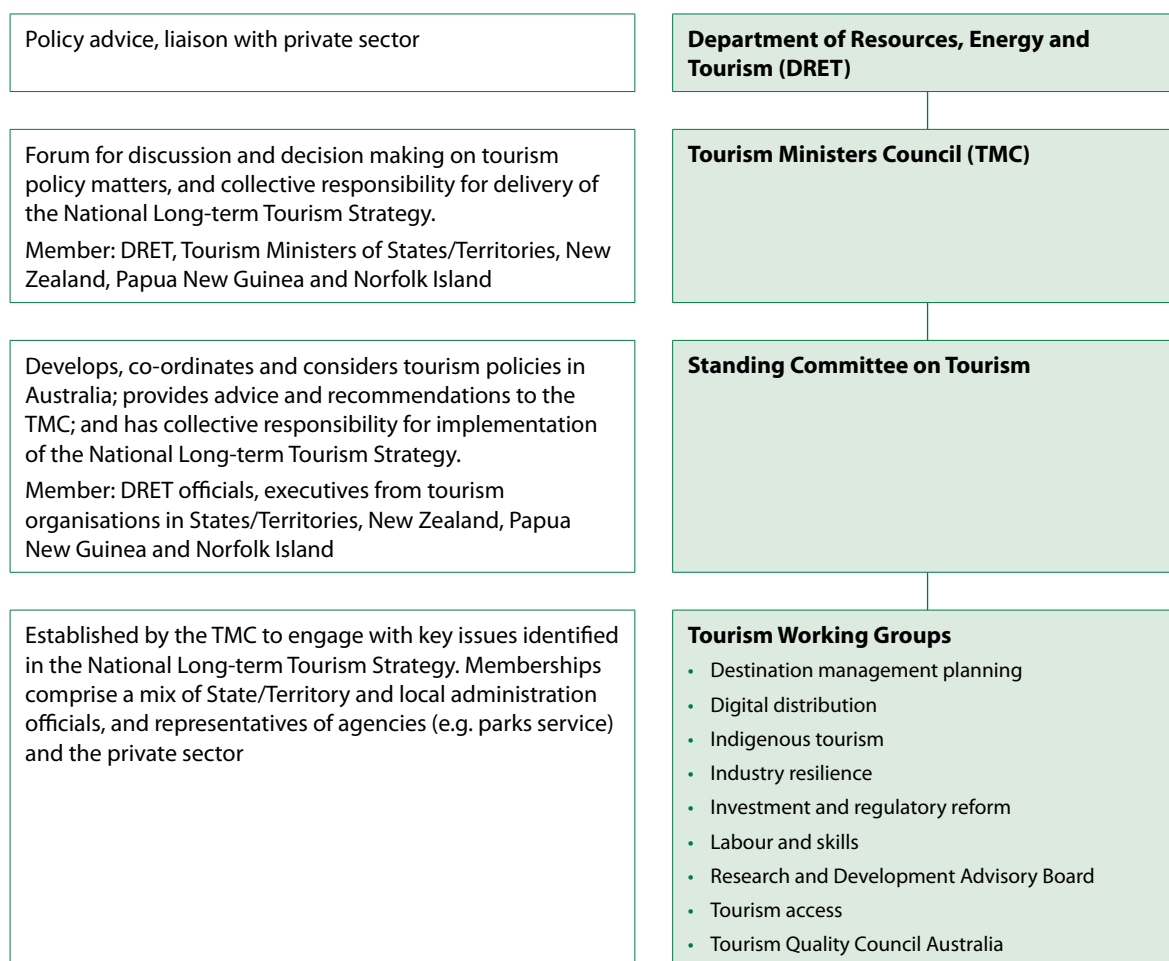 Policy advice, liaison with private sector
Department of Resources, Energy and
Tourism (DRET)
Forum for discussion and decision making on tourism
policy matters, and collective responsibility for delivery of
the National Long-term Tourism Strategy.
Member: DRET, Tourism Ministers of States/Territories, New
Zealand, Papua New Guinea and Norfolk Island
Tourism Ministers Council (TMC)
Develops, co-ordinates and considers tourism policies in
Australia; provides advice and recommendations to the
TMC; and has collective responsibility for implementation
of the National Long-term Tourism Strategy.
Member: DRET officials, executives from tourism
organisations in States/Territories, New Zealand, Papua
New Guinea and Norfolk Island
Standing Committee on Tourism
Established by the TMC to engage with key issues identified
in the National Long-term Tourism Strategy. Memberships
comprise a mix of State/Territory and local administration
officials, and representatives of agencies (e.g. parks service)
and the private sector
Tourism Working Groups
• Destination management planning
• Digital distribution
• Indigenous tourism
• Industry resilience
• Investment and regulatory reform
• Labour and skills
• Research and Development Advisory Board
• Tourism access
• Tourism Quality Council Australia